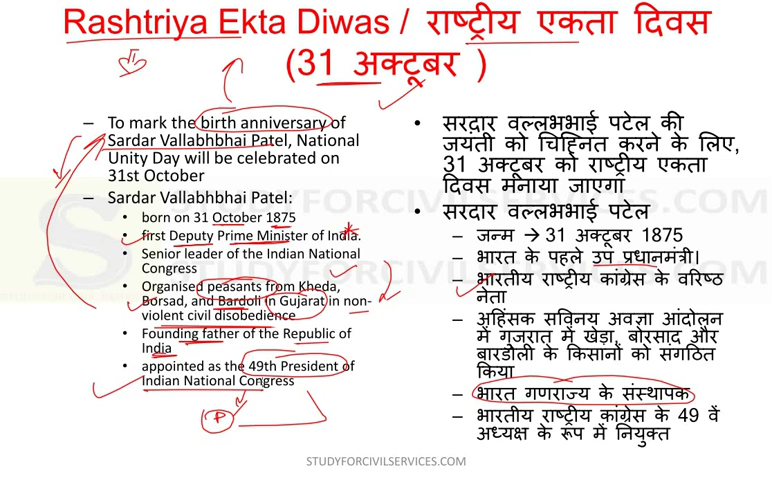 Rashtriya Ekta Diwas / राष्ट्रीय एकता दिवस
(31 अक्टूबर )
– To mark the birth anniversary of
Sardar Vallabhbhai Patel, National
Unity Day will be celebrated on
31st October
– Sardar Vallabhbhai Patel:
• born on 31 October 1875
• first Deputy Prime Minister of India.
• Senior leader of the Indian National
Congress
• Organised peasants from Kheda,
Borsad, and Bardoli in Gujarat in non-
violent civil disobedience
• Founding father of the Republic of
India
• appointed as the 49th President of
Indian National Congress
P
• सरदार वल्लभभाई पटेल की
जयंती को चिह्नित करने के लिए,
31 अक्टूबर को राष्ट्रीय एकता
दिवस मनाया जाएगा
• सरदार वल्लभभाई पटेल
– जन्म → 31 अक्टूबर 1875
– भारत के पहले उप प्रधानमंत्री।
– भारतीय राष्ट्रीय कांग्रेस के वरिष्ठ
नेता
– अहिंसक सविनय अवज्ञा आंदोलन
में गुजरात में खेड़ा, बोरसाद और
बारडोली के किसानों को संगठित
किया
– भारत गणराज्य के संस्थापक
– भारतीय राष्ट्रीय कांग्रेस के 49 वें
अध्यक्ष के रूप में नियुक्त
STUDYFORCIVILSERVICES.COM
STUDYFORCIVILSERVICES.COM